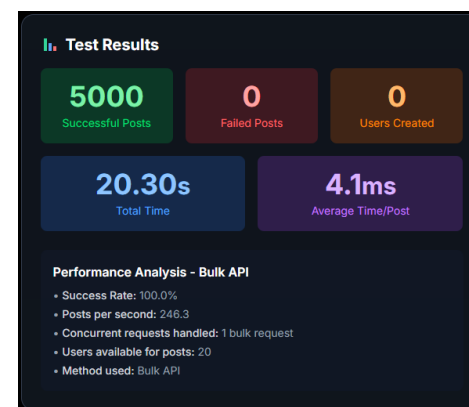 Test Results
5000
Successful Posts
0
Failed Posts
0
Users Created
20.30s
Total Time
4.1ms
Average Time/Post
Performance Analysis - Bulk API
• Success Rate: 100.0%
• Posts per second: 246.3
• Concurrent requests handled: 1 bulk request
• Users available for posts: 20
• Method used: Bulk API